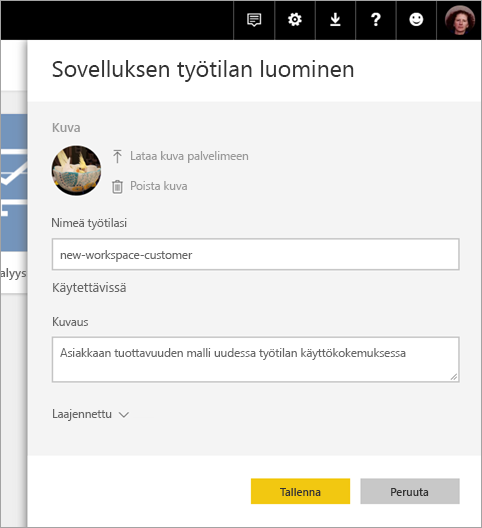 Sovelluksen työtilan luominen
Kuva
Lataa kuva palvelimeen
Poista kuva
Nimeä työtilasi
new-workspace-customer
Käytettävissä
alyys
Kuvaus
Asiakkaan tuottavuuden malli uudessa työtilan käyttökokemuksessa
Laajennettu
Tallenna
Peruuta